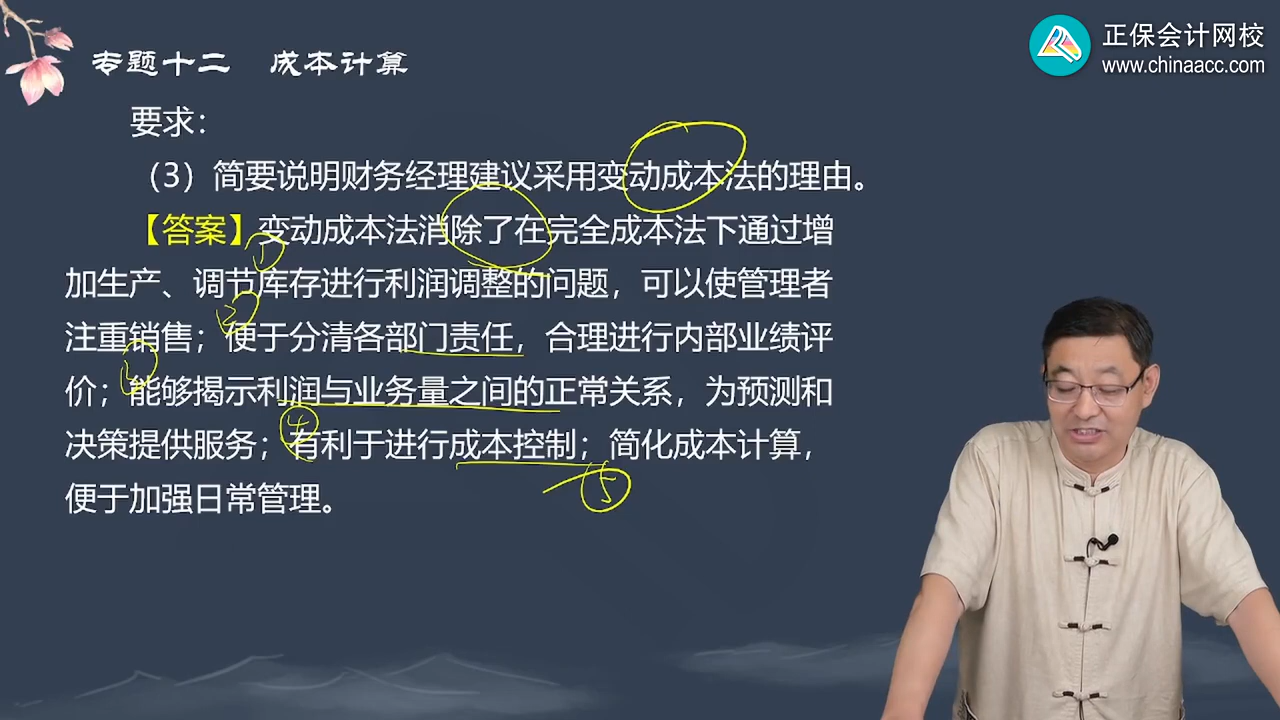 专题十二 成本计算
正保会计网校
www.chinaacc.com
要求：
（3）简要说明财务经理建议采用变动成本法的理由。
【答案】变动成本法消除了在完全成本法下通过增
加生产、调节库存进行利润调整的问题，可以使管理者
注重销售；便于分清各部门责任，合理进行内部业绩评
价；能够揭示利润与业务量之间的正常关系，为预测和
决策提供服务；有利于进行成本控制；简化成本计算，
便于加强日常管理。
①
②
④
⑤